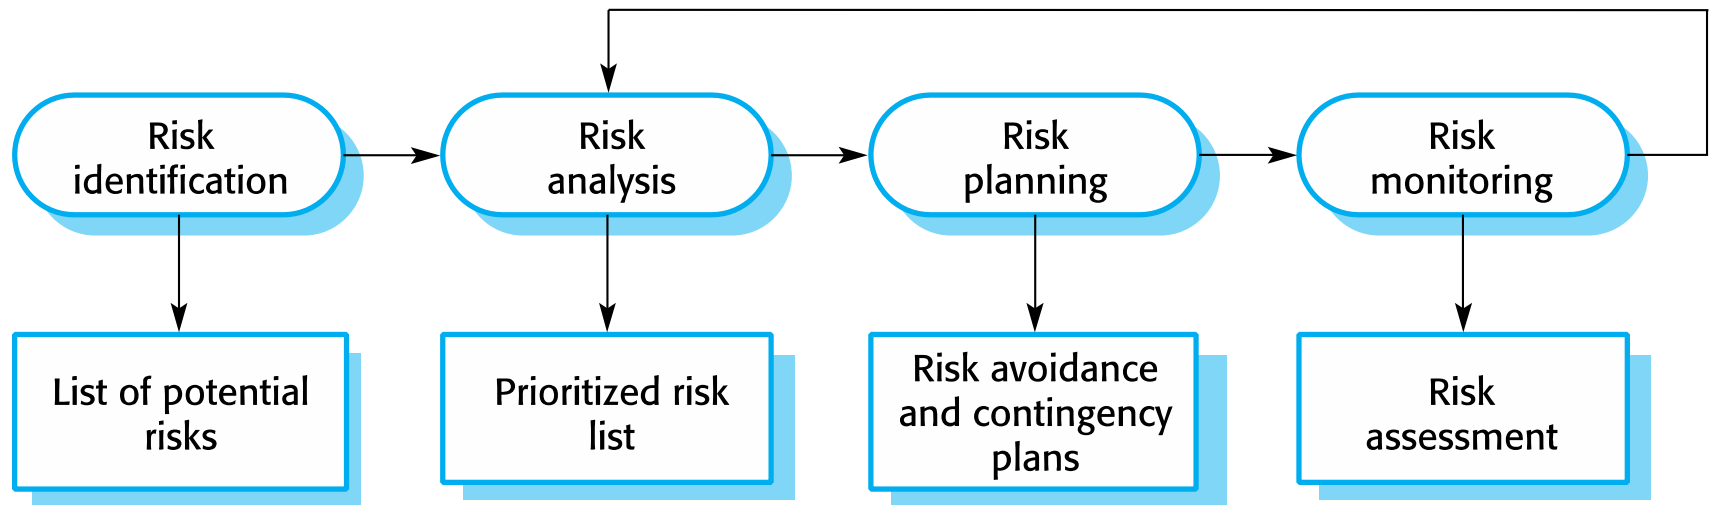 Risk
identification
Risk
analysis
Risk
planning
Risk
monitoring
List of potential
risks
Prioritized risk
list
Risk avoidance
and contingency
plans
Risk
assessment